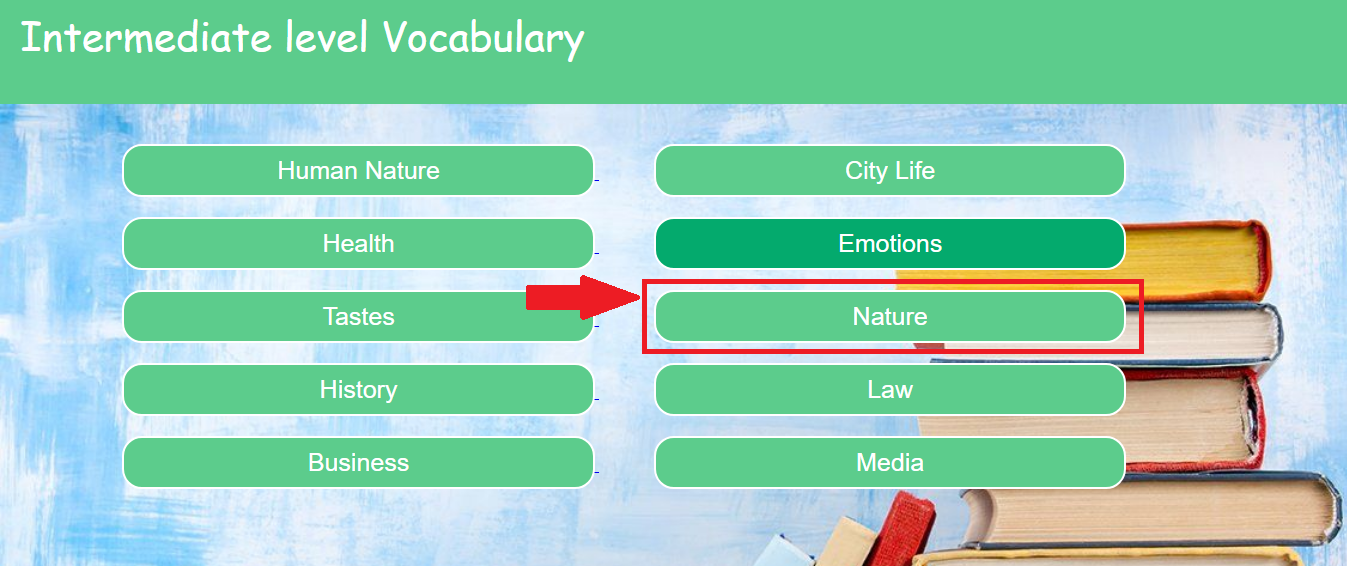 Intermediate level Vocabulary
Human Nature
City Life
Health
Emotions
Tastes
Nature
History
Law
Business
Media